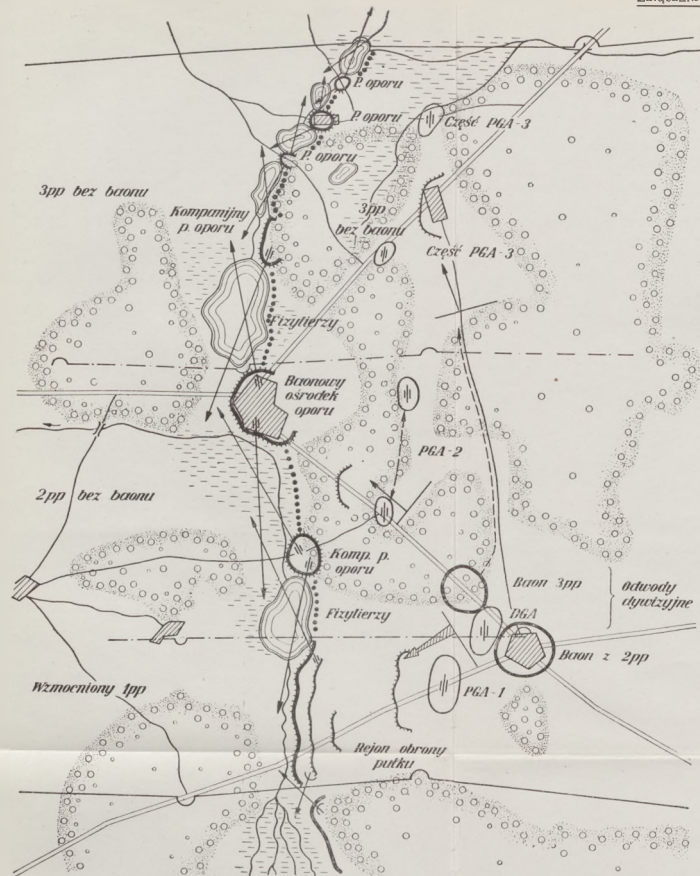 P. oporu
P. oporu
Część PGA-3
P. oporu
3pp bez baonu
Kompanijny
p. oporu
3pp
bez baonu
Część PGA-3
Fizylierzy
Baonowy
ośrodek
oporu
PGA-2
2pp bez baonu
Komp. p.
oporu
Baon 3pp
Odwody
dywizyjne
DGA
Fizylierzy
Baon z 2pp
Wzmocniony 1pp
PGA-1
Rejon obrony
pułku